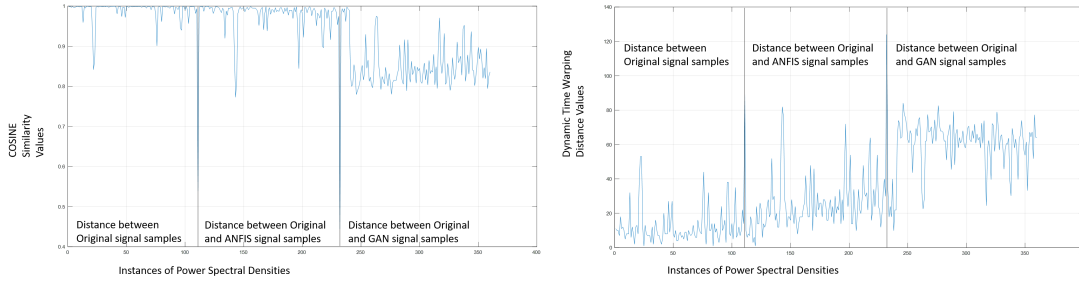 COSINE
Similarity
Values
1
0.9
0.8
0.7
0.6
0.5
0.4
Distance between
Original signal samples
Distance between Original
and ANFIS signal samples
Distance between Original
and GAN signal samples
0 50 100 150 200 250 300 350 400
Instances of Power Spectral Densities
Dynamic Time Warping
Distance Values
140
120
100
80
60
40
20
0
Distance between
Original signal samples
Distance between Original
and ANFIS signal samples
Distance between Original
and GAN signal samples
0 50 100 150 200 250 300 350
Instances of Power Spectral Densities